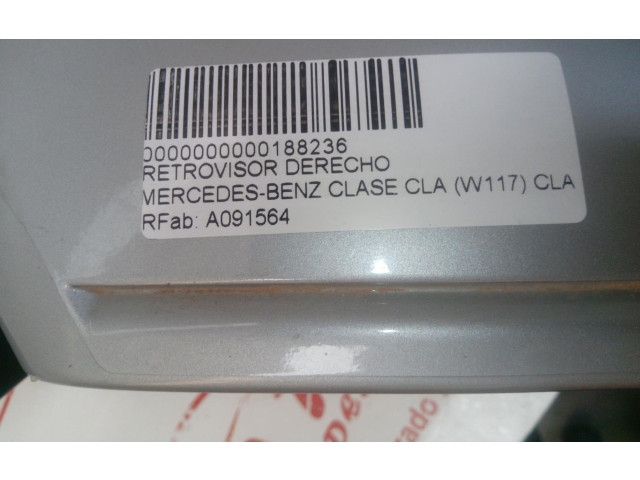 0000000000188236
RETROVISOR DERECHO
MERCEDES-BENZ CLASE CLA (W117) CLA
RFab: A091564